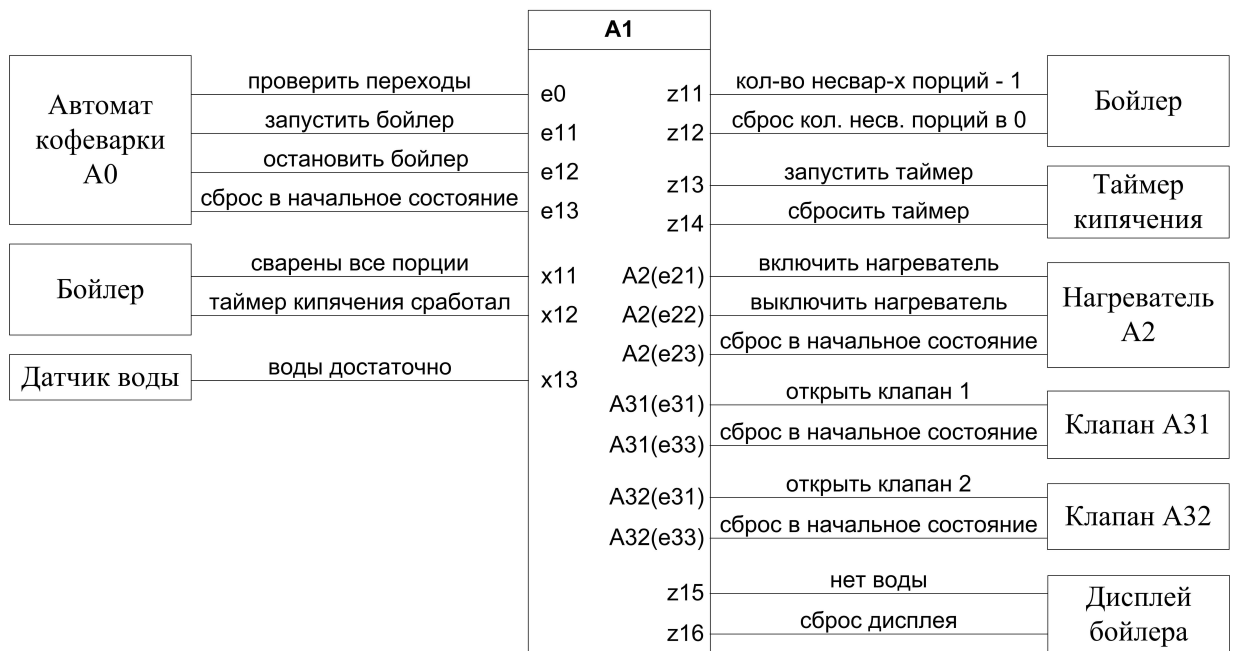 A1
Автомат
кофеварки
A0
проверить переходы
e0
запустить бойлер
e11
остановить бойлер
e12
сброс в начальное состояние
e13
Бойлер
сварены все порции
x11
таймер кипячения сработал
x12
Датчик воды
воды достаточно
x13
z11
кол-во несвар-х порций - 1
z12
сброс кол. несв. порций в 0
Бойлер
z13
запустить таймер
z14
сбросить таймер
Таймер
кипячения
A2(e21)
включить нагреватель
A2(e22)
выключить нагреватель
A2(e23)
сброс в начальное состояние
Нагреватель
A2
A31(e31)
открыть клапан 1
A31(e33)
сброс в начальное состояние
Клапан A31
A32(e31)
открыть клапан 2
A32(e33)
сброс в начальное состояние
Клапан A32
z15
нет воды
z16
сброс дисплея
Дисплей
бойлера